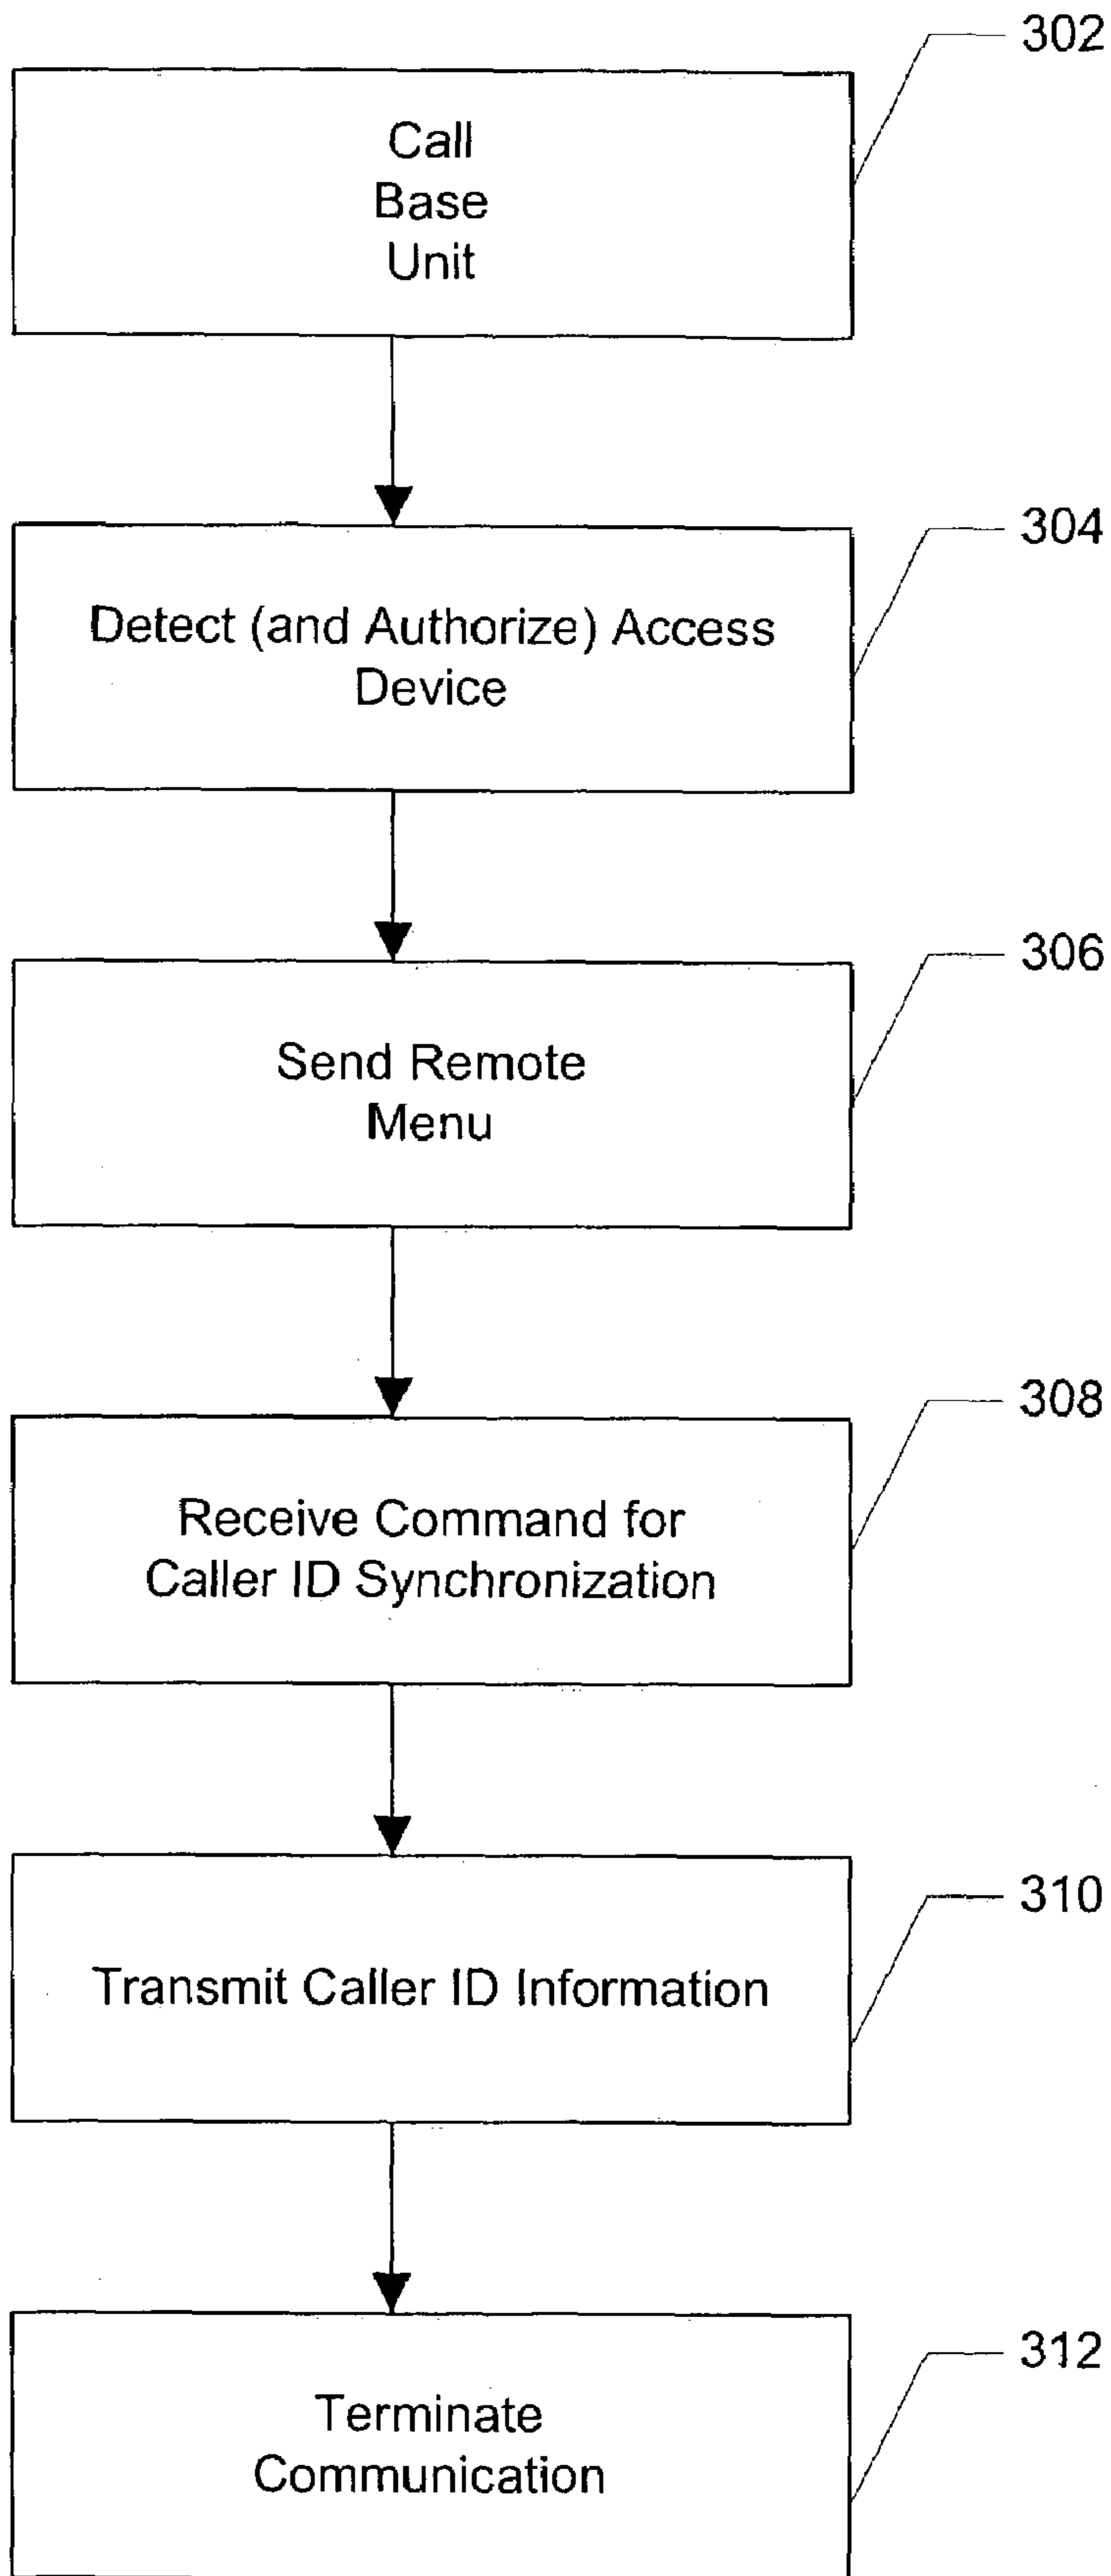 302
Call
Base
Unit
304
Detect (and Authorize) Access
Device
306
Send Remote
Menu
308
Receive Command for
Caller ID Synchronization
310
Transmit Caller ID Information
312
Terminate
Communication